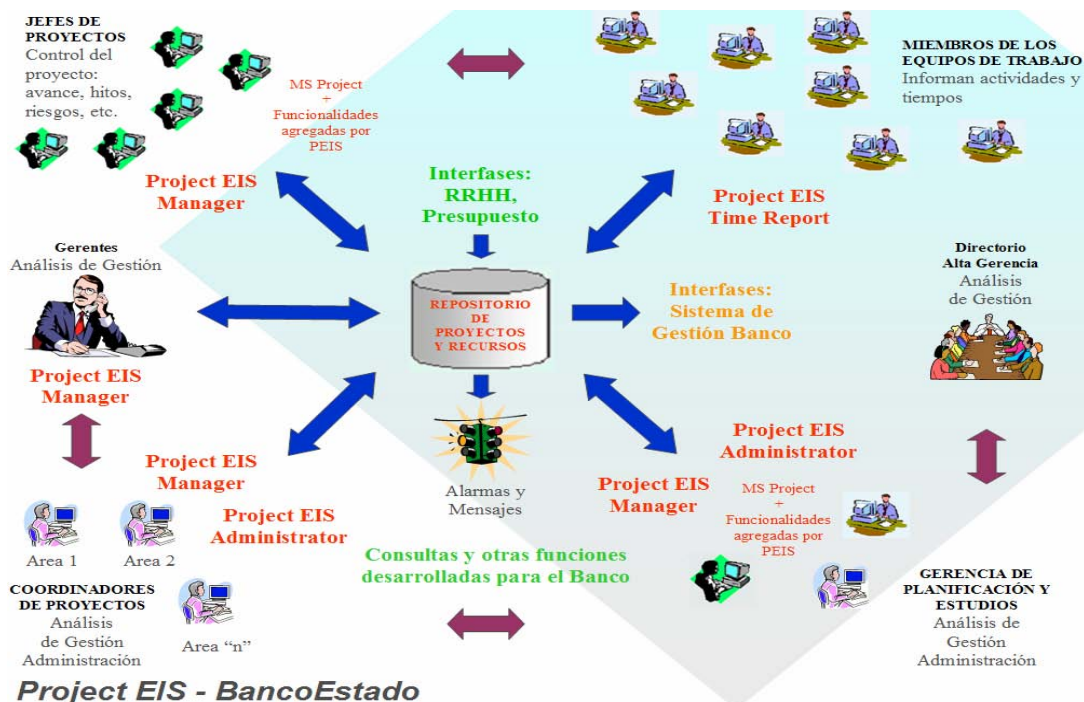 JEFES DE
PROYECTOS
Control del
proyecto:
avance, hitos,
riesgos, etc.
MS Project
+
Funcionalidades
agregadas por
PEIS
Project EIS
Manager
MIEMBROS DE LOS
EQUIPOS DE TRABAJO
Informan actividades y
tiempos
Interfases:
RRHH,
Presupuesto
Project EIS
Time Report
Gerentes
Análisis de Gestión
Project EIS
Manager
REPOSITORIO
DE
PROYECTOS
Y RECURSOS
Interfases:
Sistema de
Gestión Banco
Directorio
Alta Gerencia
Análisis
de Gestión
Project EIS
Manager
Project EIS
Administrator
Area 1
Area 2
COORDINADORES
DE PROYECTOS
Análisis
de Gestión
Administración
Area “n”
Alarmas y
Mensajes
Consultas y otras funciones
desarrolladas para el Banco
Project EIS
Administrator
Project EIS
Manager
MS Project
+
Funcionalidades
agregadas por
PEIS
GERENCIA DE
PLANIFICACIÓN Y
ESTUDIOS
Análisis de
Gestión
Administración
Project EIS - BancoEstado